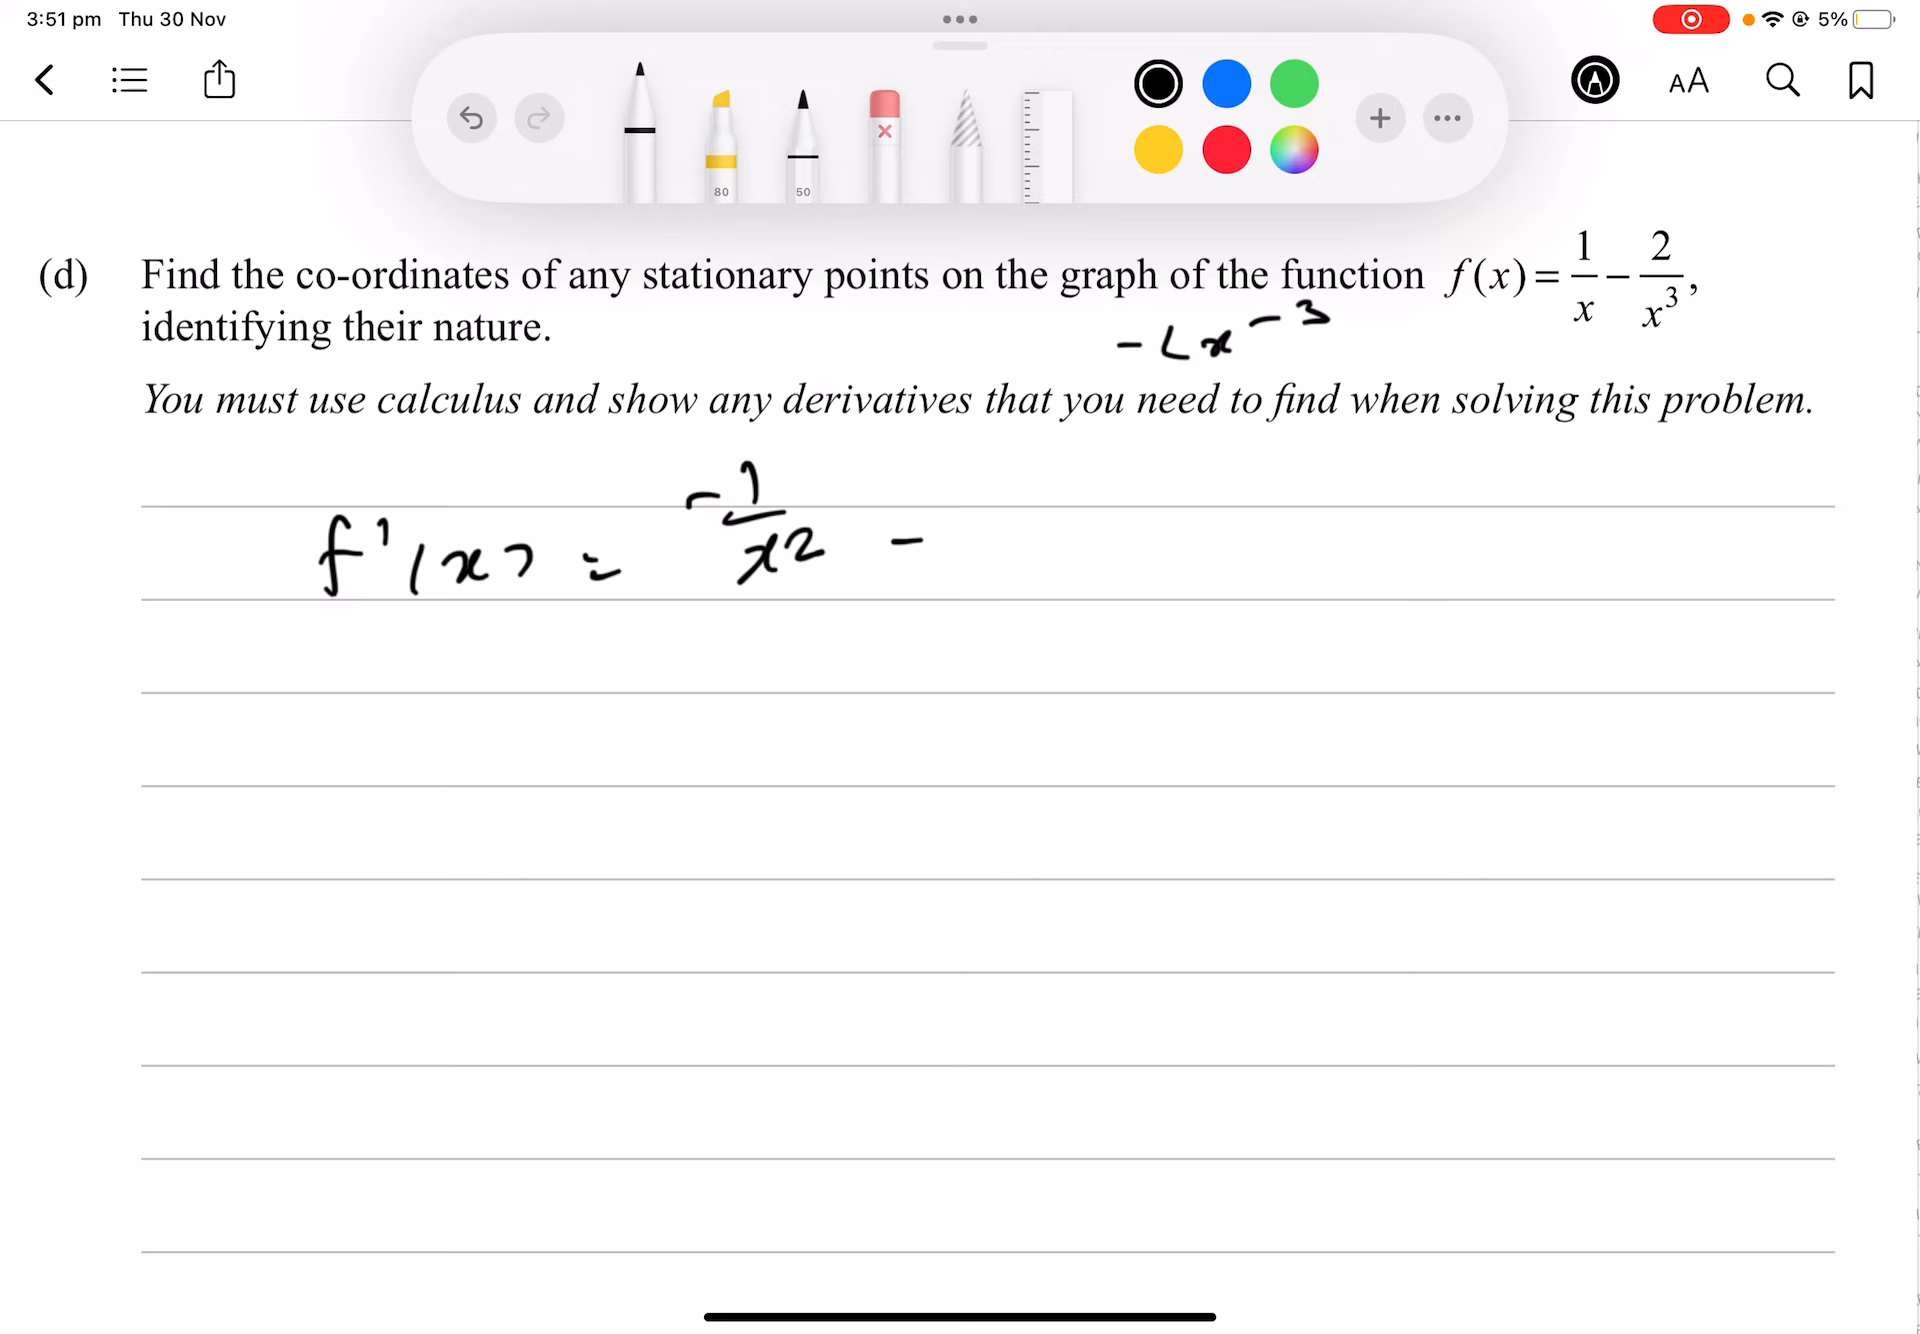 3:51 pm Thu 30 Nov
5%
AA
80 50
(d) Find the co-ordinates of any stationary points on the graph of the function f(x) = 1/x − 2/x³,
identifying their nature.
− 2x⁻³
You must use calculus and show any derivatives that you need to find when solving this problem.
f'(x) = −1/x² −